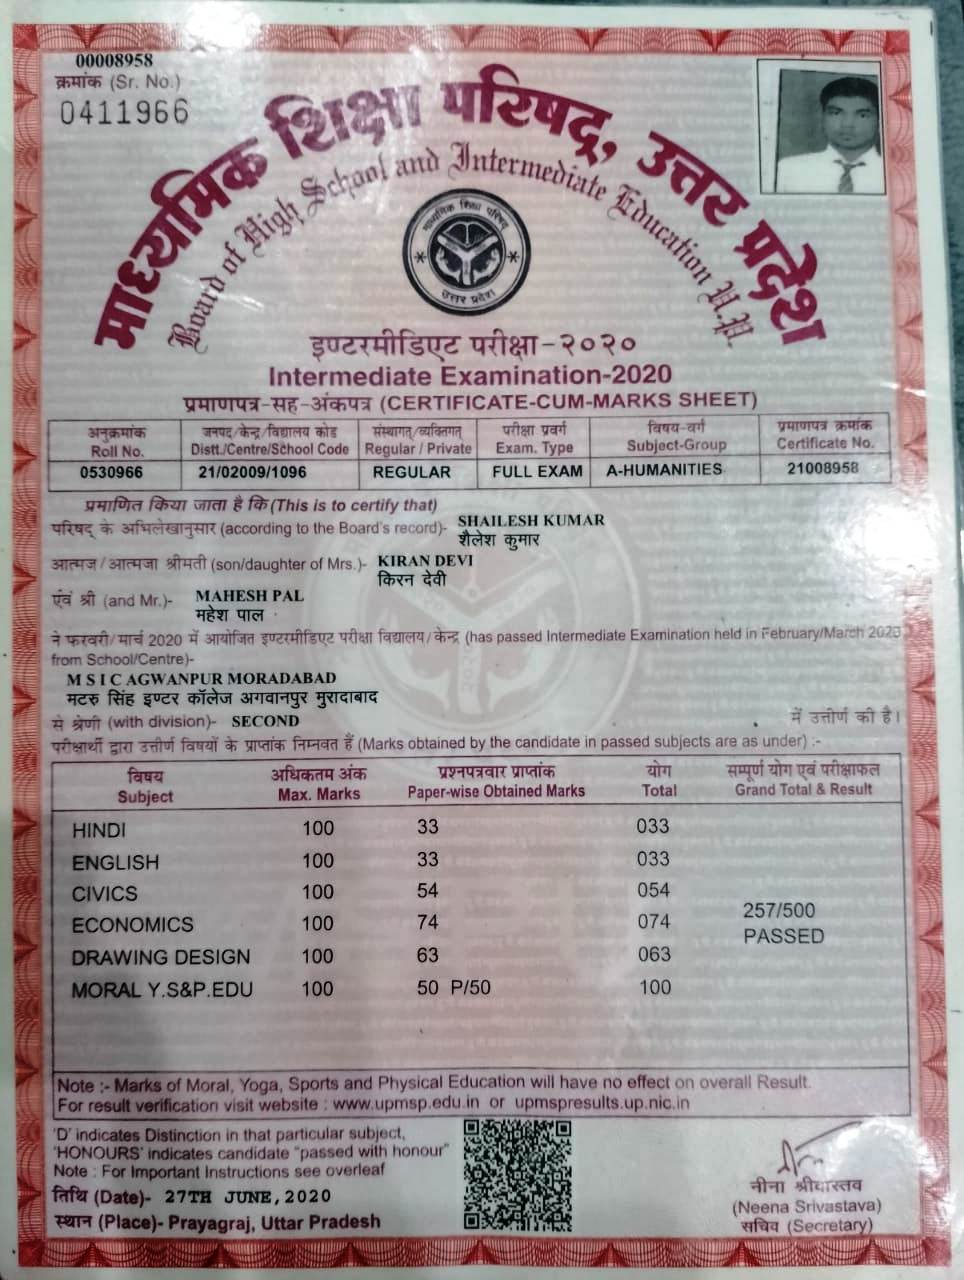 00008958
क्रमांक (Sr. No.)
0411966
माध्यमिक शिक्षा परिषद्, उत्तर प्रदेश
Board of High School and Intermediate Education U.P.
माध्यमिक शिक्षा परिषद्
उत्तर प्रदेश
इण्टरमीडिएट परीक्षा-२०२०
Intermediate Examination-2020
प्रमाणपत्र-सह-अंकपत्र (CERTIFICATE-CUM-MARKS SHEET)
अनुक्रमांक जनपद/केन्द्र/विद्यालय कोड संस्थागत/व्यक्तिगत परीक्षा प्रवर्ग विषय-वर्ग प्रमाणपत्र क्रमांक
Roll No. Distt./Centre/School Code Regular / Private Exam. Type Subject-Group Certificate No.
0530966 21/02009/1096 REGULAR FULL EXAM A-HUMANITIES 21008958
प्रमाणित किया जाता है कि (This is to certify that)
परिषद् के अभिलेखानुसार (according to the Board's record)- SHAILESH KUMAR
शैलेश कुमार
आत्मज/आत्मजा श्रीमती (son/daughter of Mrs.)- KIRAN DEVI
किरन देवी
एंव श्री (and Mr.)- MAHESH PAL
महेश पाल
ने फरवरी/मार्च 2020 में आयोजित इण्टरमीडिएट परीक्षा विद्यालय/केन्द्र (has passed Intermediate Examination held in February/March 2020
from School/Centre)-
M S I C AGWANPUR MORADABAD
मटरु सिंह इण्टर कॉलेज अगवानपुर मुरादाबाद
से श्रेणी (with division)- SECOND में उत्तीर्ण की है।
परीक्षार्थी द्वारा उत्तीर्ण विषयों के प्राप्तांक निम्नवत हैं (Marks obtained by the candidate in passed subjects are as under) :-
विषय अधिकतम अंक प्रश्नपत्रवार प्राप्तांक योग सम्पूर्ण योग एवं परीक्षाफल
Subject Max. Marks Paper-wise Obtained Marks Total Grand Total & Result
HINDI 100 33 033
ENGLISH 100 33 033
CIVICS 100 54 054
257/500
ECONOMICS 100 74 074
PASSED
DRAWING DESIGN 100 63 063
MORAL Y.S&P.EDU 100 50 P/50 100
Note :- Marks of Moral, Yoga, Sports and Physical Education will have no effect on overall Result.
For result verification visit website : www.upmsp.edu.in or upmspresults.up.nic.in
'D' indicates Distinction in that particular subject,
'HONOURS' indicates candidate "passed with honour"
Note : For Important Instructions see overleaf
तिथि (Date)- 27TH JUNE, 2020
स्थान (Place)- Prayagraj, Uttar Pradesh
नीना श्रीवास्तव
(Neena Srivastava)
सचिव (Secretary)